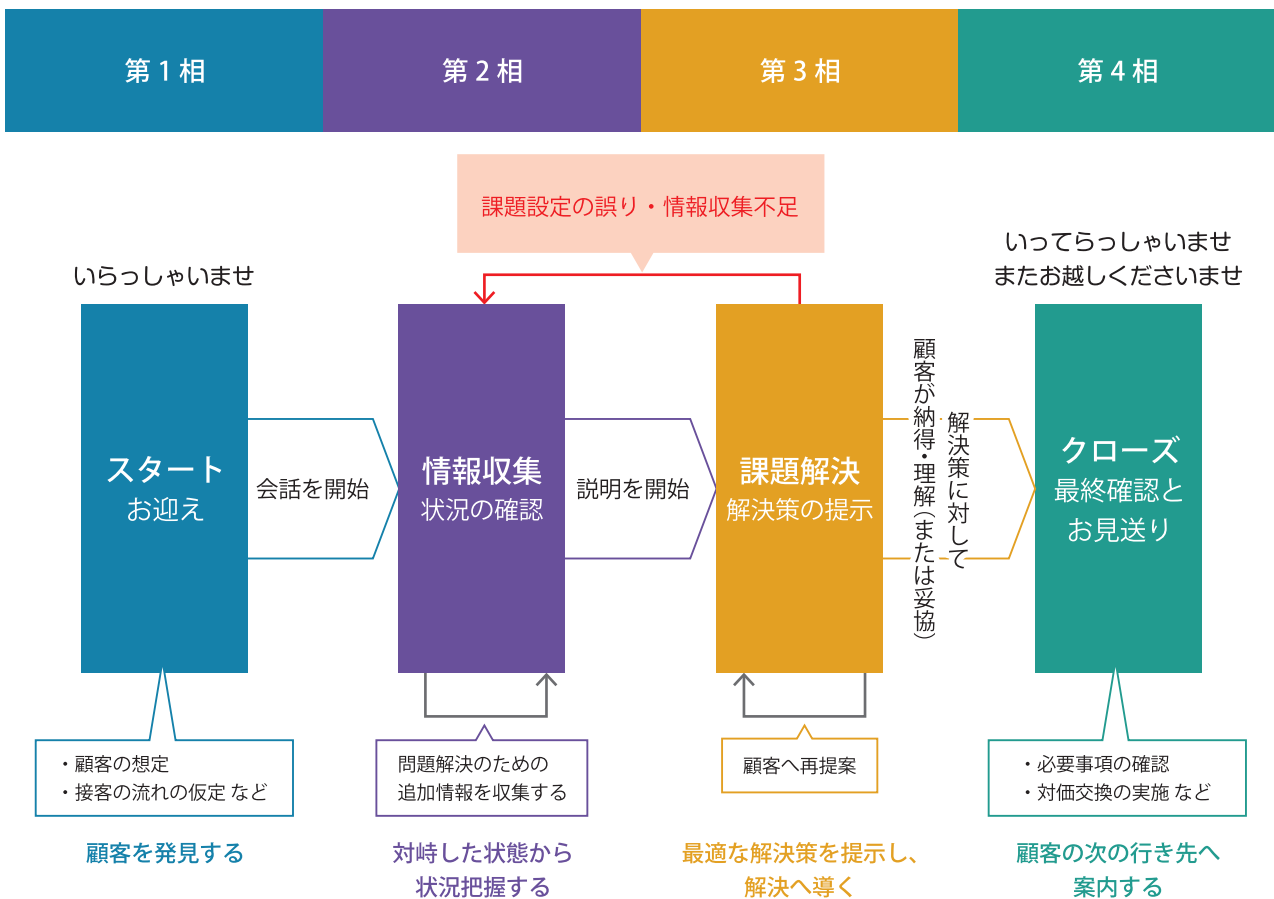 第1相
第2相
第3相
第4相
課題設定の誤り・情報収集不足
いらっしゃいませ
いってらっしゃいませ
またお越しくださいませ
スタート
お迎え
会話を開始
情報収集
状況の確認
説明を開始
課題解決
解決策の提示
解決策に対して
顧客が納得・理解(または妥協)
クローズ
最終確認と
お見送り
・顧客の想定
・接客の流れの仮定 など
問題解決のための
追加情報を収集する
顧客へ再提案
・必要事項の確認
・対価交換の実施 など
顧客を発見する
対峙した状態から
状況把握する
最適な解決策を提示し、
解決へ導く
顧客の次の行き先へ
案内する